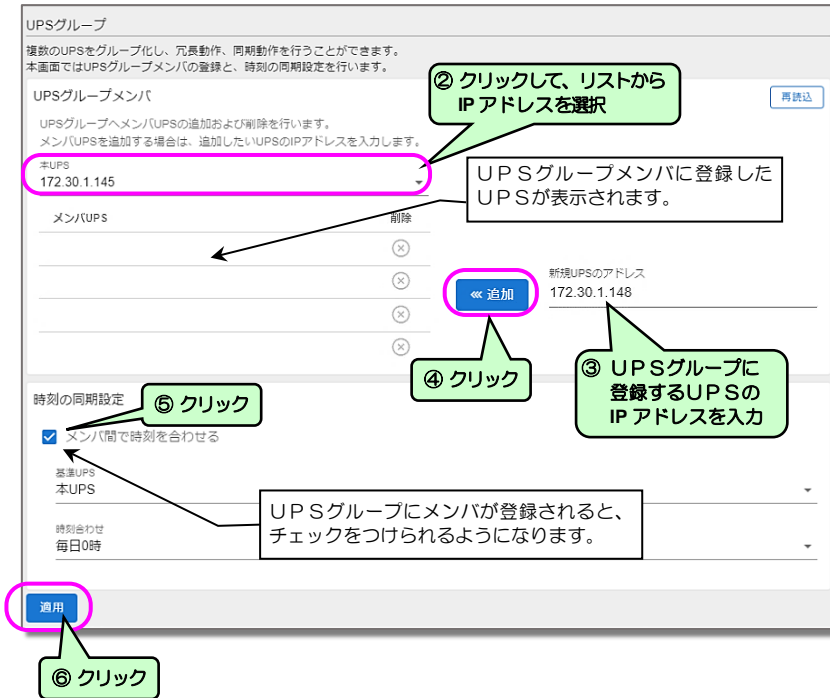 UPSグループ
複数のUPSをグループ化し、冗長動作、同期動作を行うことができます。
本画面ではUPSグループメンバの登録と、時刻の同期設定を行います。
② クリックして、リストから
IP アドレスを選択
UPSグループメンバ
再読込
UPSグループへメンバUPSの追加および削除を行います。
メンバUPSを追加する場合は、追加したいUPSのIPアドレスを入力します。
本UPS
172.30.1.145
UPSグループメンバに登録した
UPSが表示されます。
メンバUPS 削除
新規UPSのアドレス
⋘ 追加
172.30.1.148
④ クリック
③ UPSグループに
登録するUPSの
IP アドレスを入力
時刻の同期設定
⑤ クリック
メンバ間で時刻を合わせる
基準UPS
本UPS
UPSグループにメンバが登録されると、
チェックをつけられるようになります。
時刻合わせ
毎日0時
適用
⑥ クリック